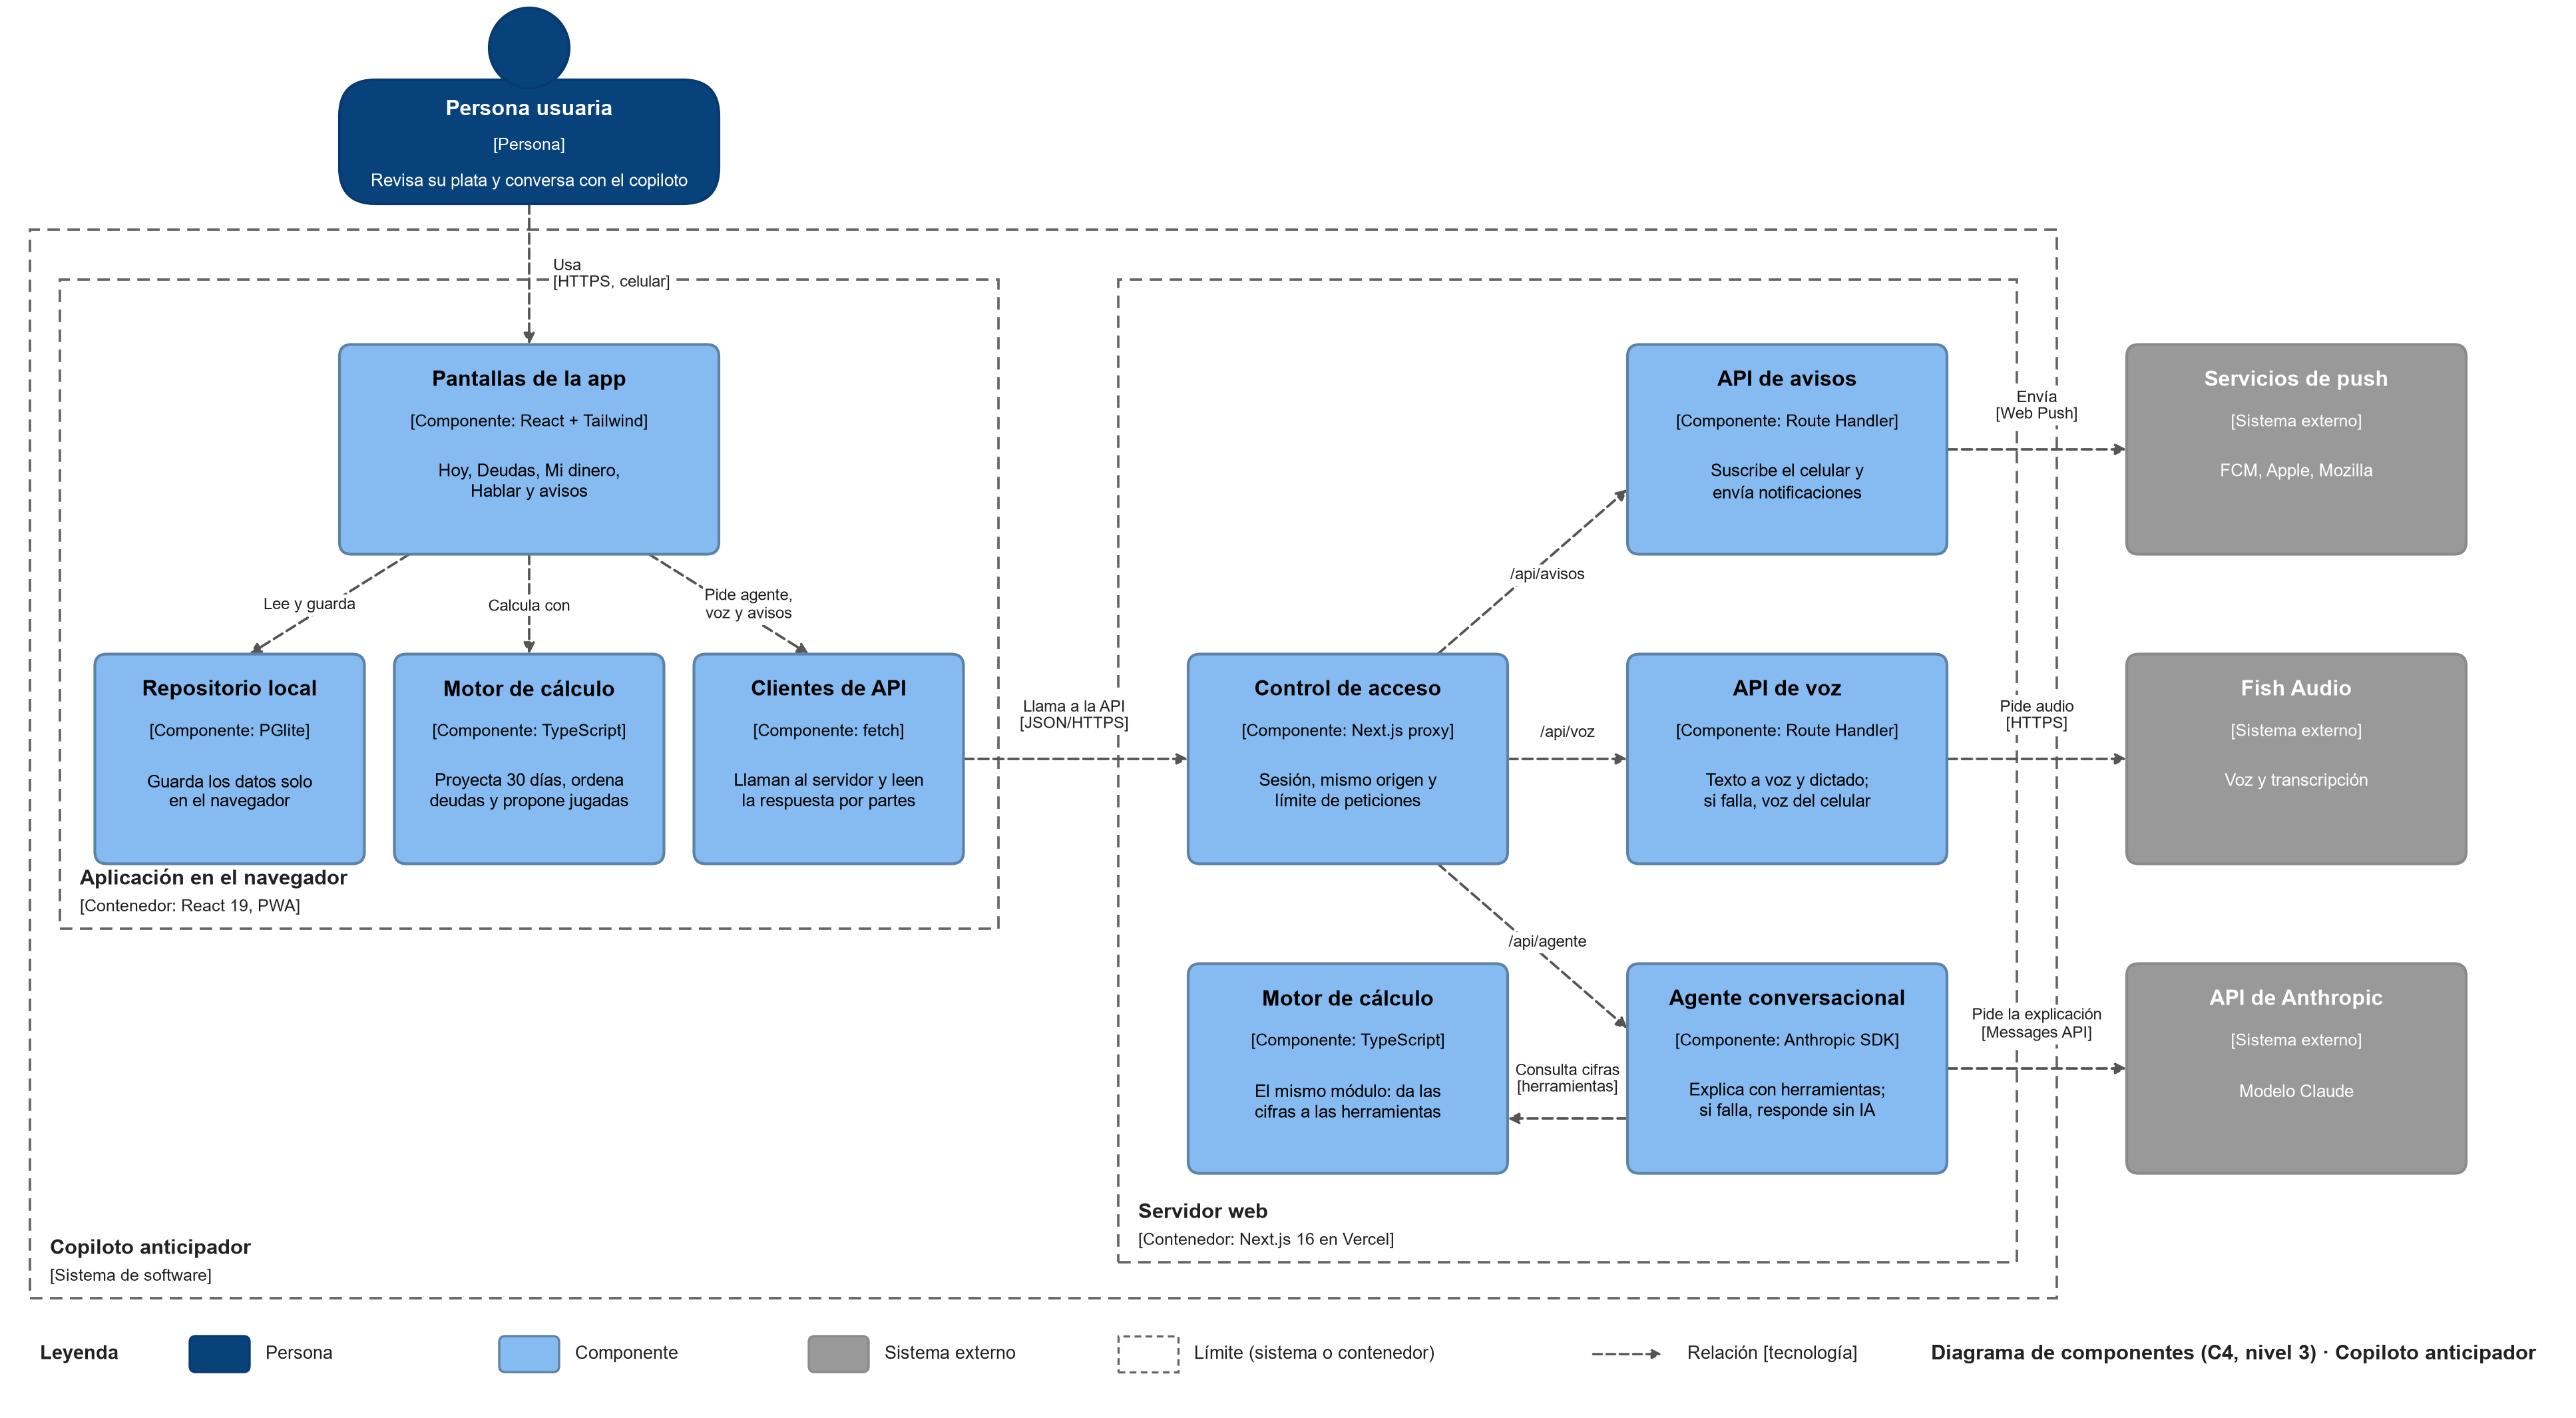 Persona usuaria
[Persona]
Revisa su plata y conversa con el copiloto
Usa
[HTTPS, celular]
Pantallas de la app
[Componente: React + Tailwind]
Hoy, Deudas, Mi dinero,
Hablar y avisos
Lee y guarda
Calcula con
Pide agente,
voz y avisos
Repositorio local
[Componente: PGlite]
Guarda los datos solo
en el navegador
Motor de cálculo
[Componente: TypeScript]
Proyecta 30 días, ordena
deudas y propone jugadas
Clientes de API
[Componente: fetch]
Llaman al servidor y leen
la respuesta por partes
Aplicación en el navegador
[Contenedor: React 19, PWA]
Llama a la API
[JSON/HTTPS]
API de avisos
[Componente: Route Handler]
Suscribe el celular y
envía notificaciones
Envía
[Web Push]
Servicios de push
[Sistema externo]
FCM, Apple, Mozilla
/api/avisos
Control de acceso
[Componente: Next.js proxy]
Sesión, mismo origen y
límite de peticiones
/api/voz
API de voz
[Componente: Route Handler]
Texto a voz y dictado;
si falla, voz del celular
Pide audio
[HTTPS]
Fish Audio
[Sistema externo]
Voz y transcripción
/api/agente
Motor de cálculo
[Componente: TypeScript]
El mismo módulo: da las
cifras a las herramientas
Consulta cifras
[herramientas]
Agente conversacional
[Componente: Anthropic SDK]
Explica con herramientas;
si falla, responde sin IA
Pide la explicación
[Messages API]
API de Anthropic
[Sistema externo]
Modelo Claude
Servidor web
[Contenedor: Next.js 16 en Vercel]
Copiloto anticipador
[Sistema de software]
Leyenda
Persona
Componente
Sistema externo
Límite (sistema o contenedor)
Relación [tecnología]
Diagrama de componentes (C4, nivel 3) · Copiloto anticipador